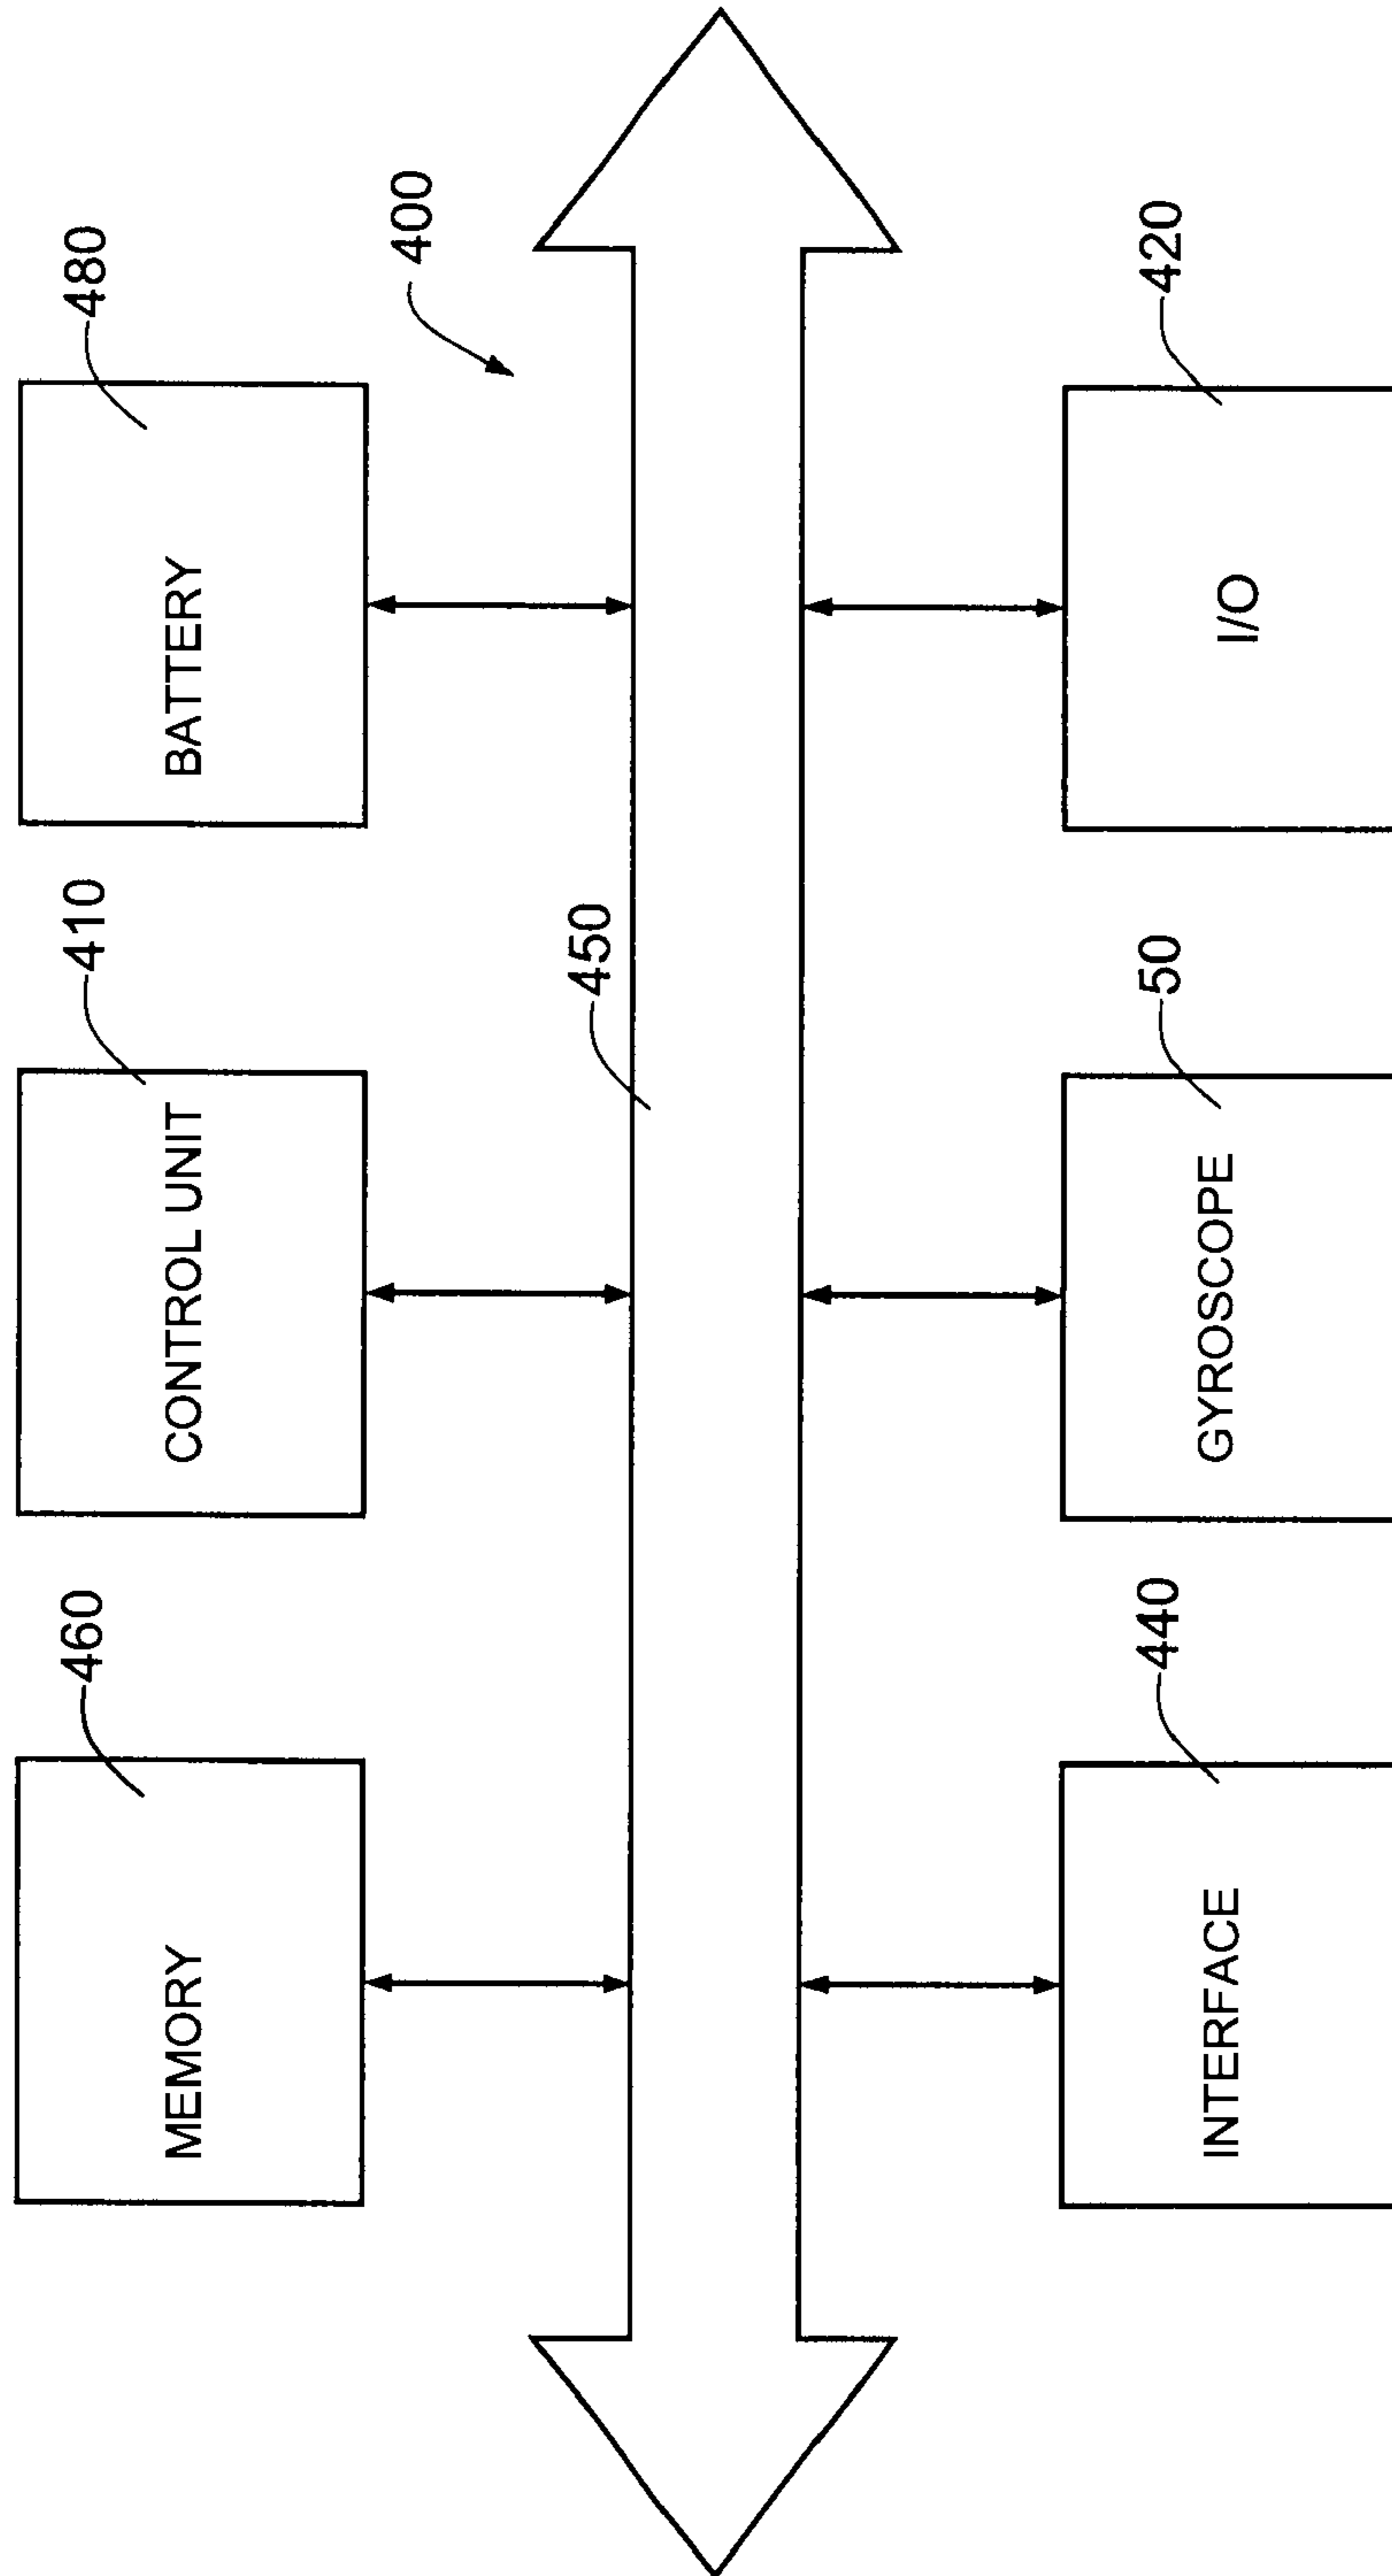 460
410
480
MEMORY
CONTROL UNIT
BATTERY
400
450
440
50
420
INTERFACE
GYROSCOPE
I/O